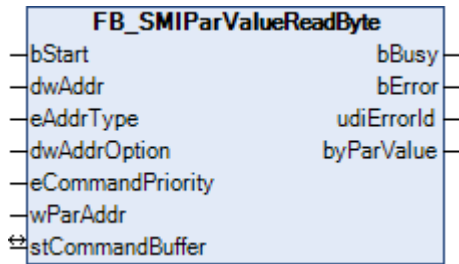 FB_SMIParValueReadByte
bStart bBusy
dwAddr bError
eAddrType udiErrorId
dwAddrOption byParValue
eCommandPriority
wParAddr
stCommandBuffer